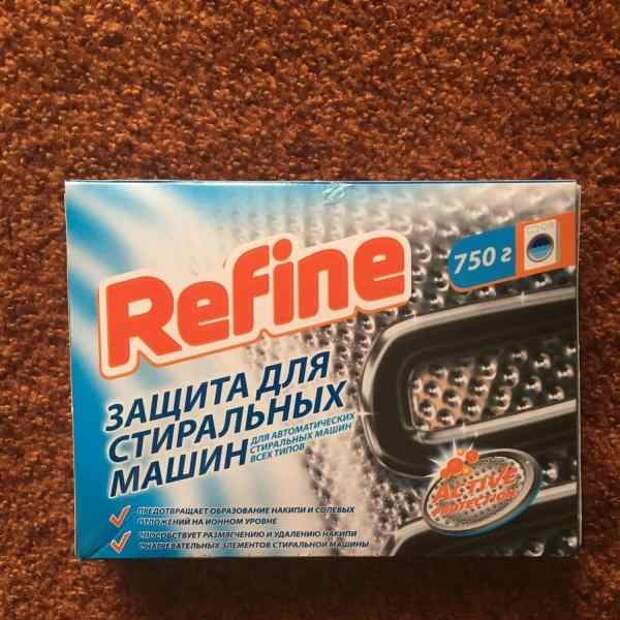 Refine
750 г
ЗАЩИТА ДЛЯ
СТИРАЛЬНЫХ
МАШИН
ДЛЯ АВТОМАТИЧЕСКИХ
СТИРАЛЬНЫХ МАШИН
ВСЕХ ТИПОВ
ACTIVE
PROTECTION
ПРЕДОТВРАЩАЕТ ОБРАЗОВАНИЕ НАКИПИ И СОЛЕВЫХ
ОТЛОЖЕНИЙ НА ИОННОМ УРОВНЕ
СПОСОБСТВУЕТ РАЗМЯГЧЕНИЮ И УДАЛЕНИЮ НАКИПИ
С НАГРЕВАТЕЛЬНЫХ ЭЛЕМЕНТОВ СТИРАЛЬНОЙ МАШИНЫ